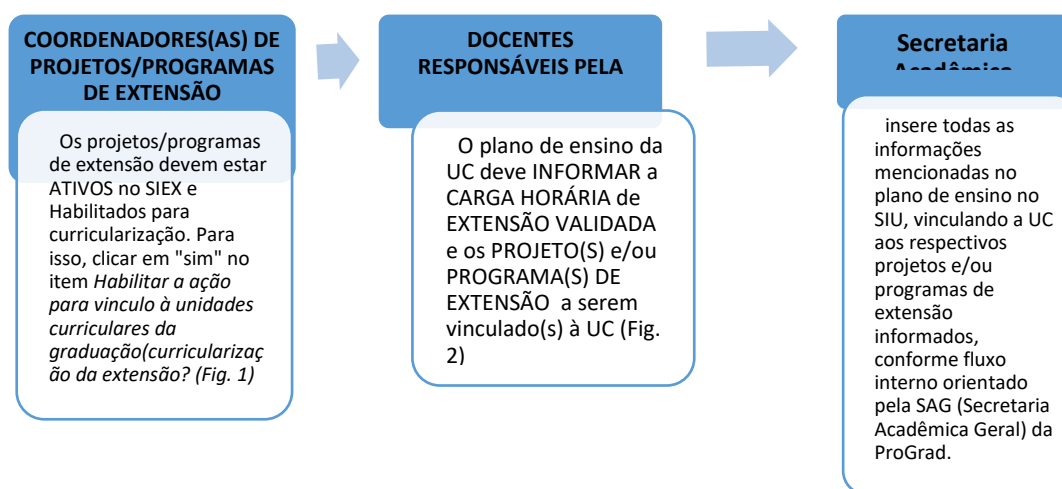 COORDENADORES(AS) DE
PROJETOS/PROGRAMAS
DE EXTENSÃO
Os projetos/programas
de extensão devem estar
ATIVOS no SIEX e
Habilitados para
curricularização. Para
isso, clicar em "sim" no
item Habilitar a ação
para vinculo à unidades
curriculares da
graduação(curricularizaç
ão da extensão? (Fig. 1)
DOCENTES
RESPONSÁVEIS PELA
O plano de ensino da
UC deve INFORMAR a
CARGA HORÁRIA de
EXTENSÃO VALIDADA
e os PROJETO(S) e/ou
PROGRAMA(S) DE
EXTENSÃO a serem
vinculado(s) à UC (Fig.
2)
Secretaria
Acadêmica
insere todas as
informações
mencionadas no
plano de ensino no
SIU, vinculando a UC
aos respectivos
projetos e/ou
programas de
extensão
informados,
conforme fluxo
interno orientado
pela SAG (Secretaria
Acadêmica Geral) da
ProGrad.